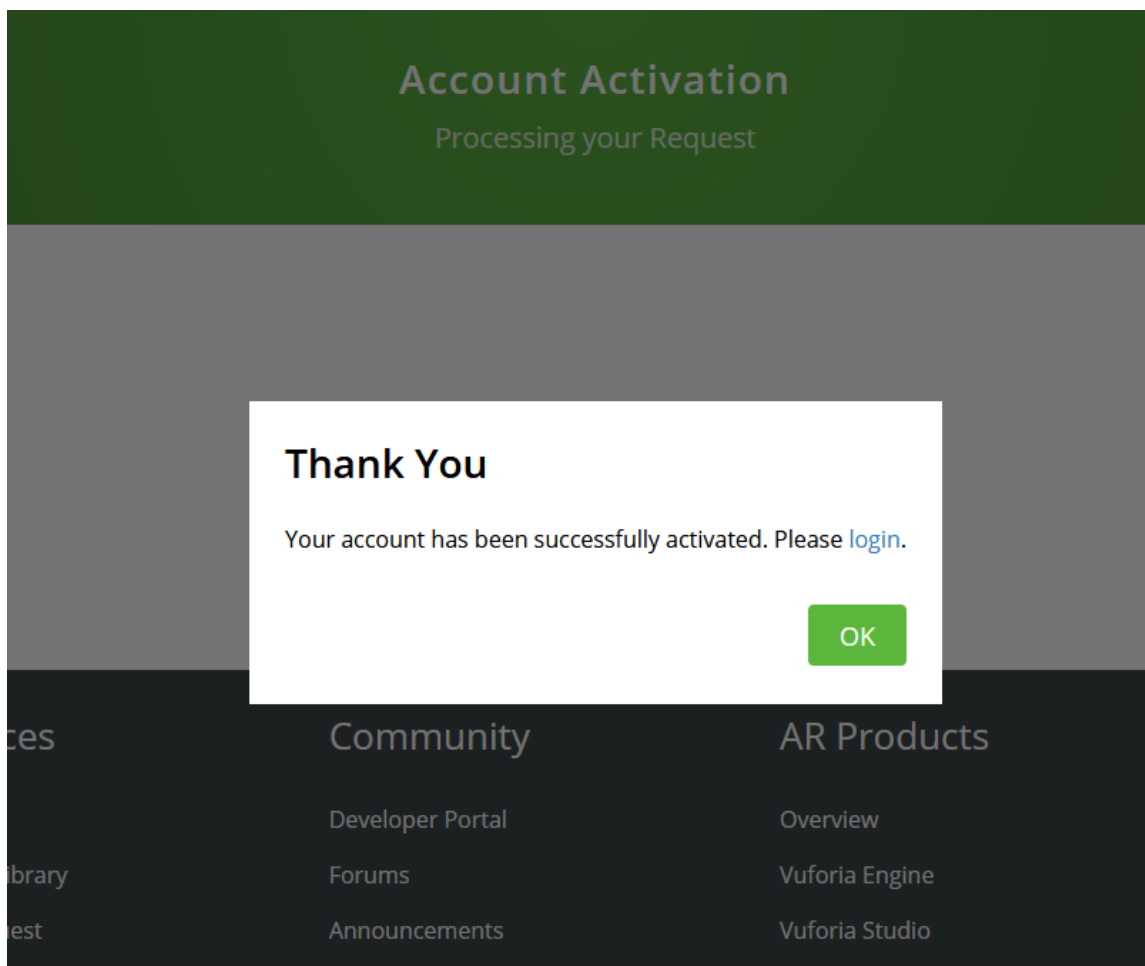 Account Activation
Processing your Request
Thank You
Your account has been successfully activated. Please login.
OK
Community
AR Products
Developer Portal
Overview
Forums
Vuforia Engine
Announcements
Vuforia Studio